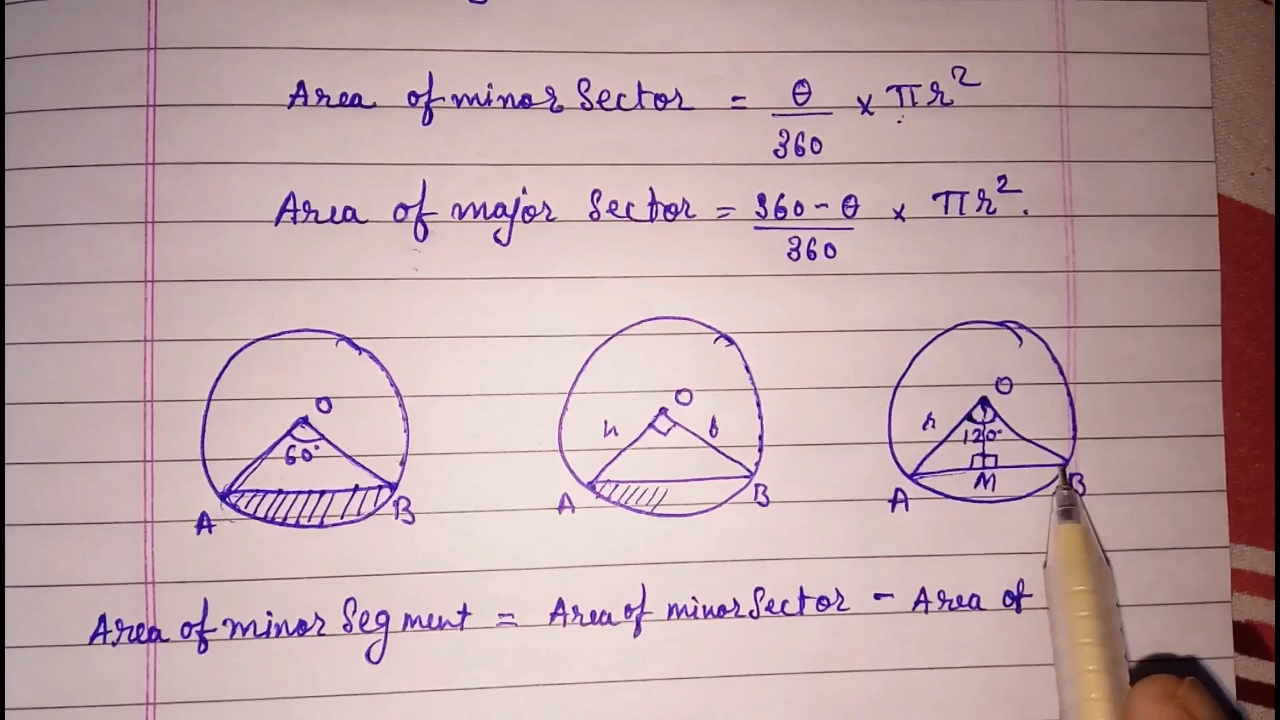 Area of minor Sector = θ/360 × πr²
Area of major Sector = 360 - θ/360 × πr².
O
60°
A B
O
r
A B
O
r
120°
M
A B
Area of minor Segment = Area of minor Sector - Area of